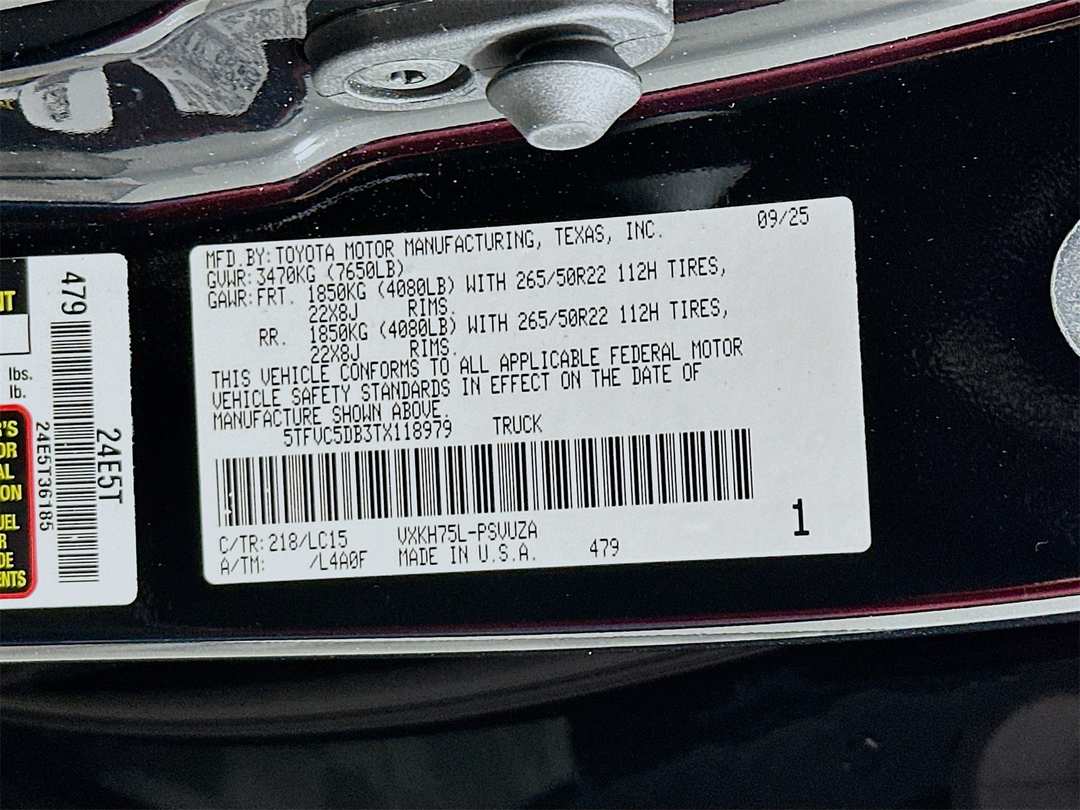 MFD.BY: TOYOTA MOTOR MANUFACTURING, TEXAS, INC. 09/25
GVWR: 3470KG (7650LB)
GAWR: FRT. 1850KG (4080LB) WITH 265/50R22 112H TIRES,
22X8J RIMS.
RR. 1850KG (4080LB) WITH 265/50R22 112H TIRES,
22X8J RIMS.
THIS VEHICLE CONFORMS TO ALL APPLICABLE FEDERAL MOTOR
VEHICLE SAFETY STANDARDS IN EFFECT ON THE DATE OF
MANUFACTURE SHOWN ABOVE.
5TFVC5DB3TX118979 TRUCK
C/TR: 218/LC15 VXKH75L-PSVUZA
A/TM: /L4A0F MADE IN U.S.A. 479
1
479
24E5T
24E5T36185
lbs.
lb.